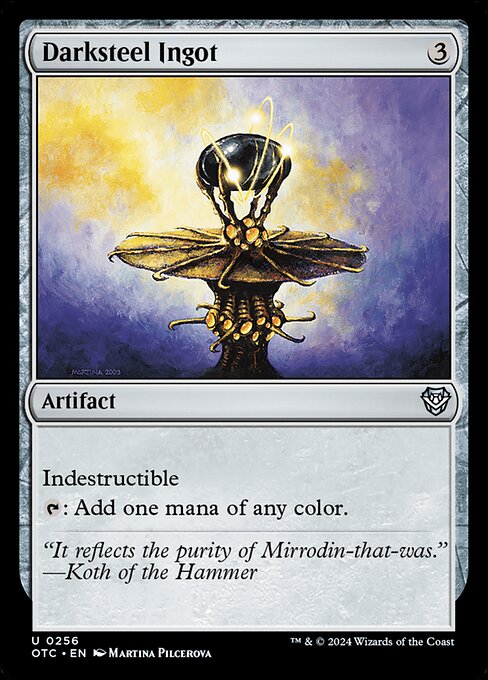 Darksteel Ingot 3
MARTINA 2003
Artifact
Indestructible
: Add one mana of any color.
“It reflects the purity of Mirrodin-that-was.”
—Koth of the Hammer
U 0256
OTC • EN MARTINA PILCEROVA
™ & © 2024 Wizards of the Coast